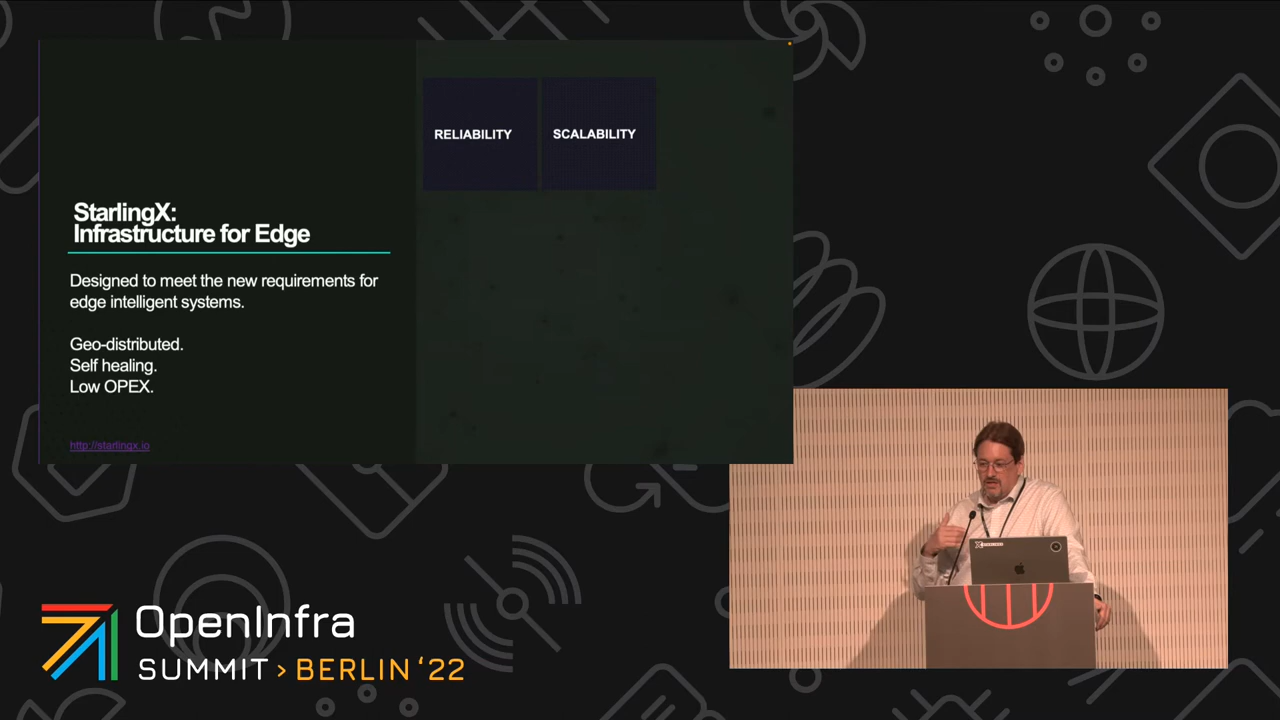 RELIABILITY
SCALABILITY
StarlingX:
Infrastructure for Edge
Designed to meet the new requirements for
edge intelligent systems.
Geo-distributed.
Self healing.
Low OPEX.
http://starlingx.io
OpenInfra
SUMMIT > BERLIN ‘22